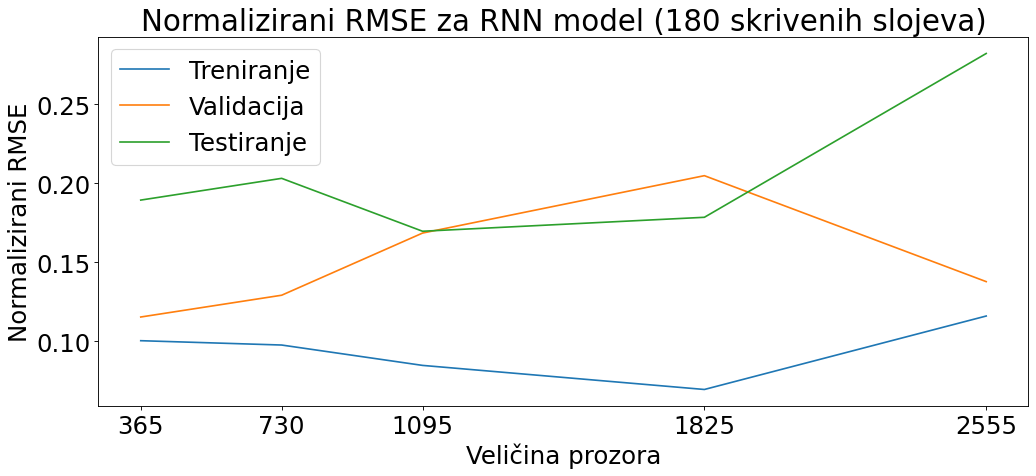 Normalizirani RMSE za RNN model (180 skrivenih slojeva)
Treniranje
Validacija
Testiranje
Normalizirani RMSE
0.25
0.20
0.15
0.10
365 730 1095 1825 2555
Veličina prozora